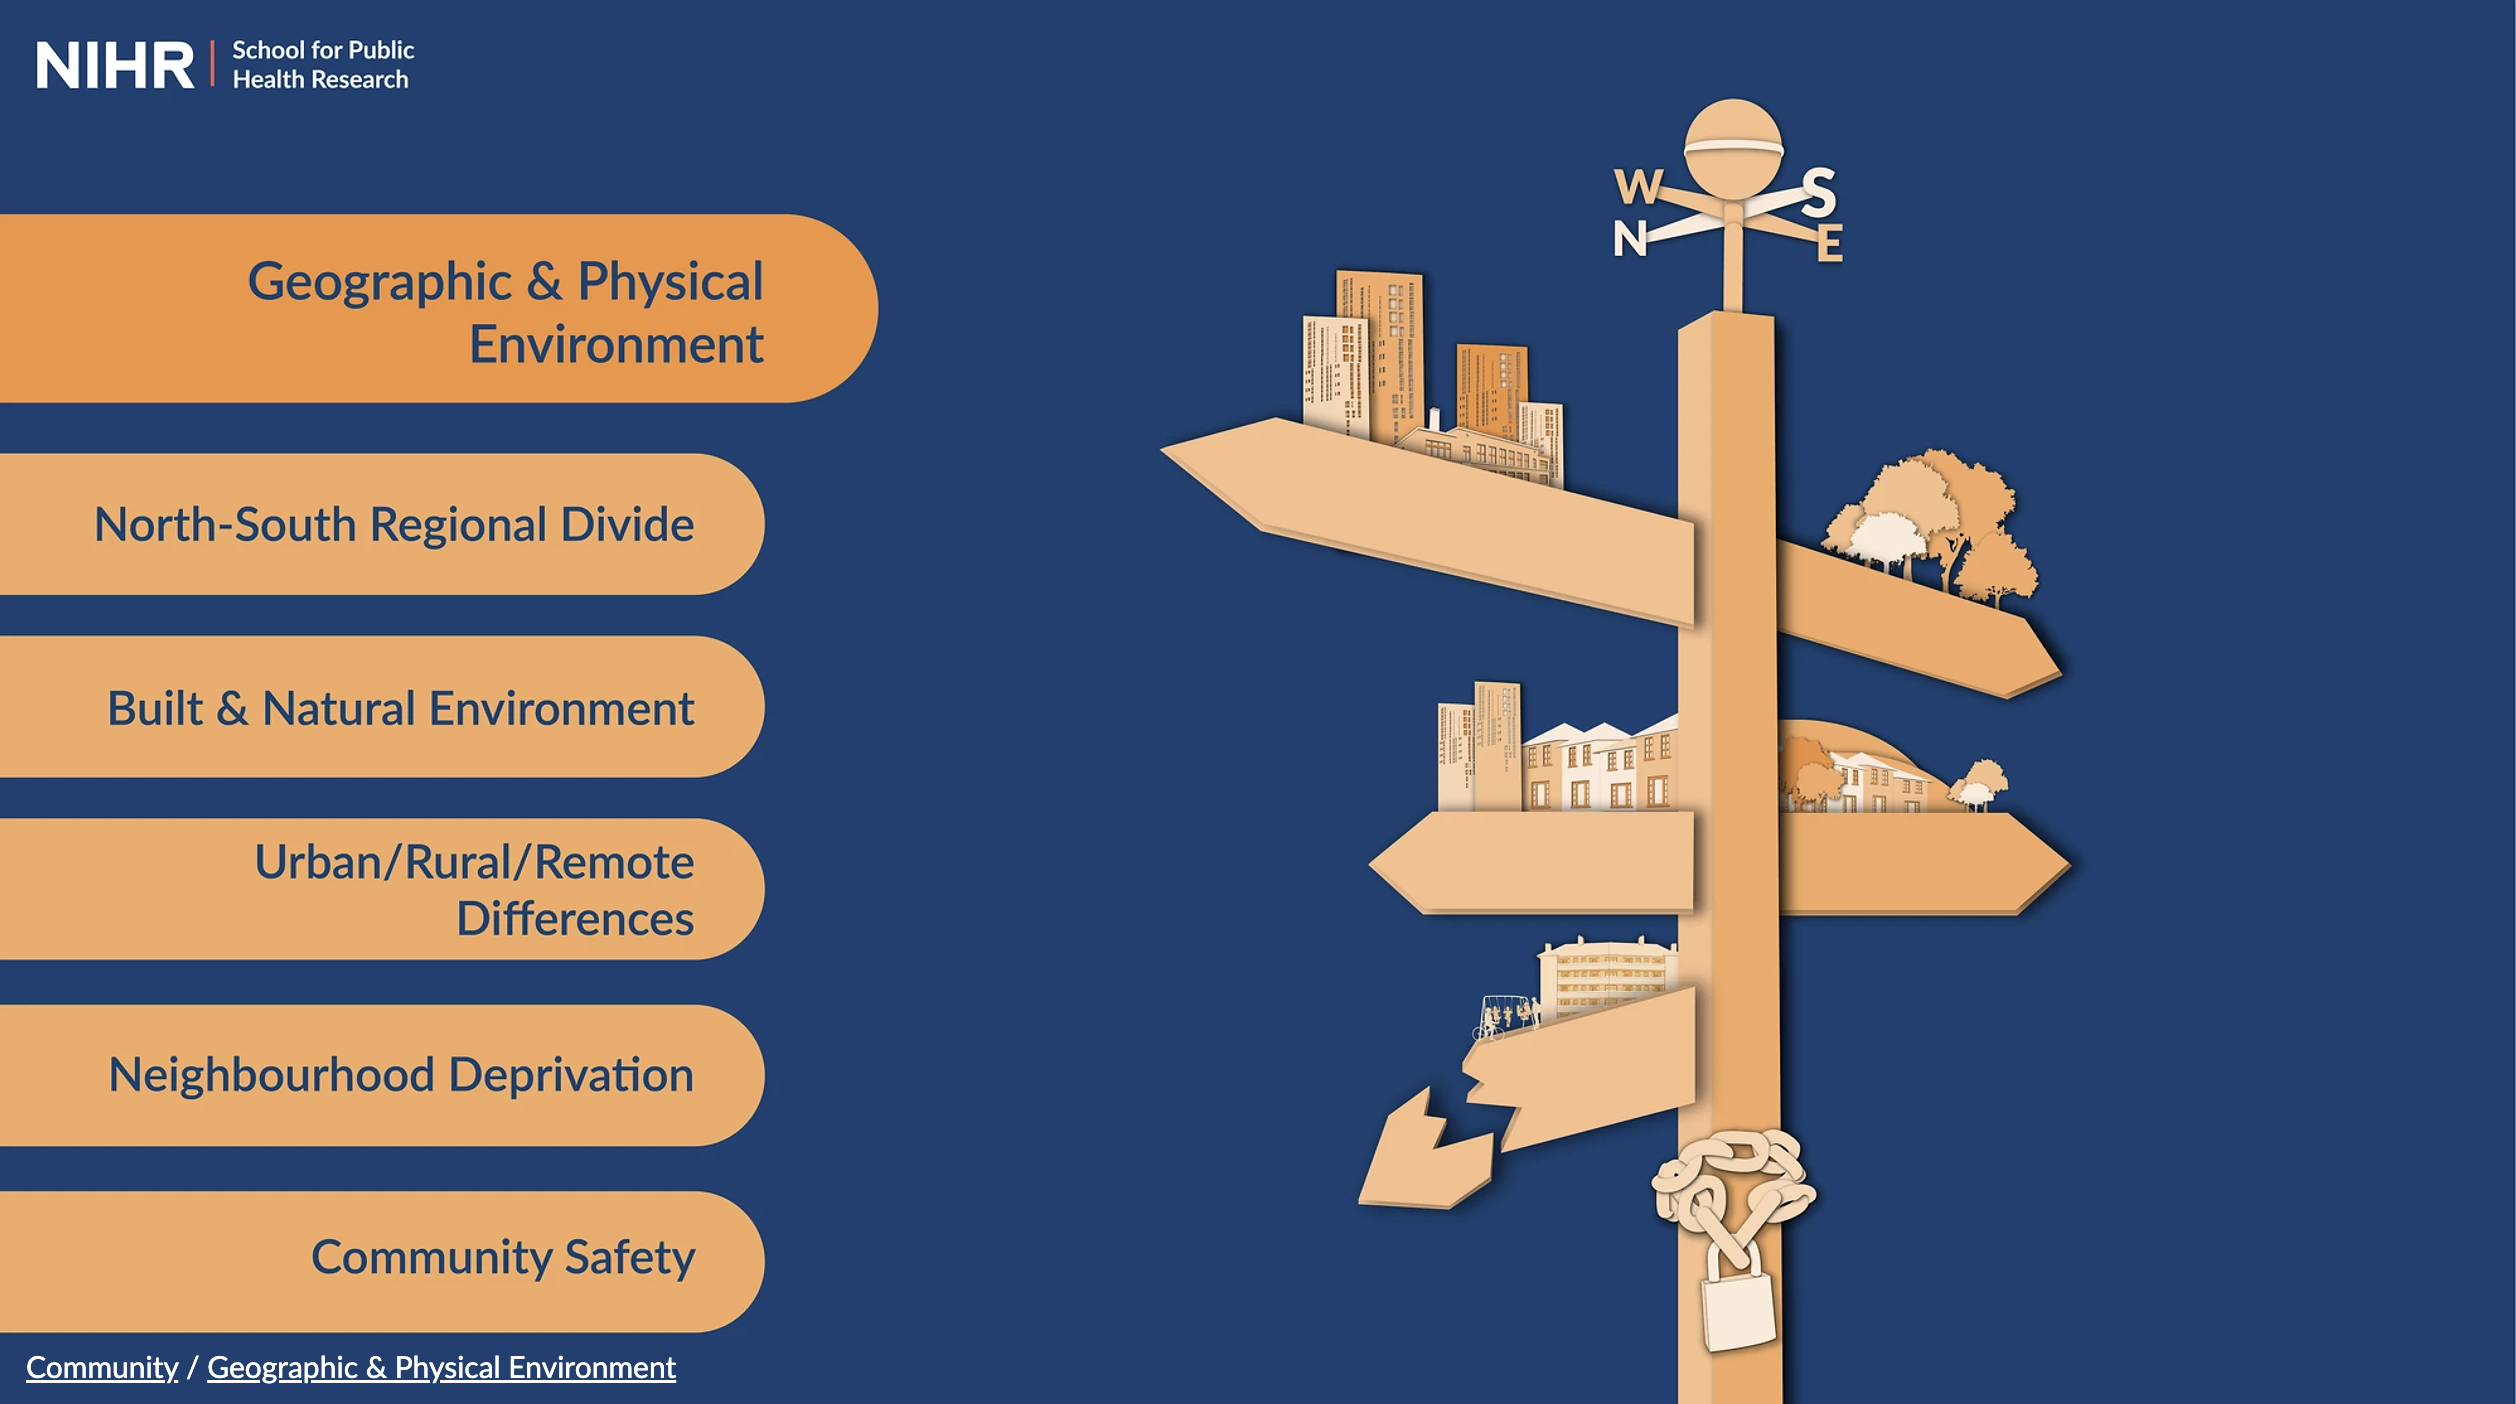 NIHR
School for Public
Health Research
Geographic & Physical
Environment
North-South Regional Divide
Built & Natural Environment
Urban/Rural/Remote
Differences
Neighbourhood Deprivation
Community Safety
Community / Geographic & Physical Environment
W
S
N
E